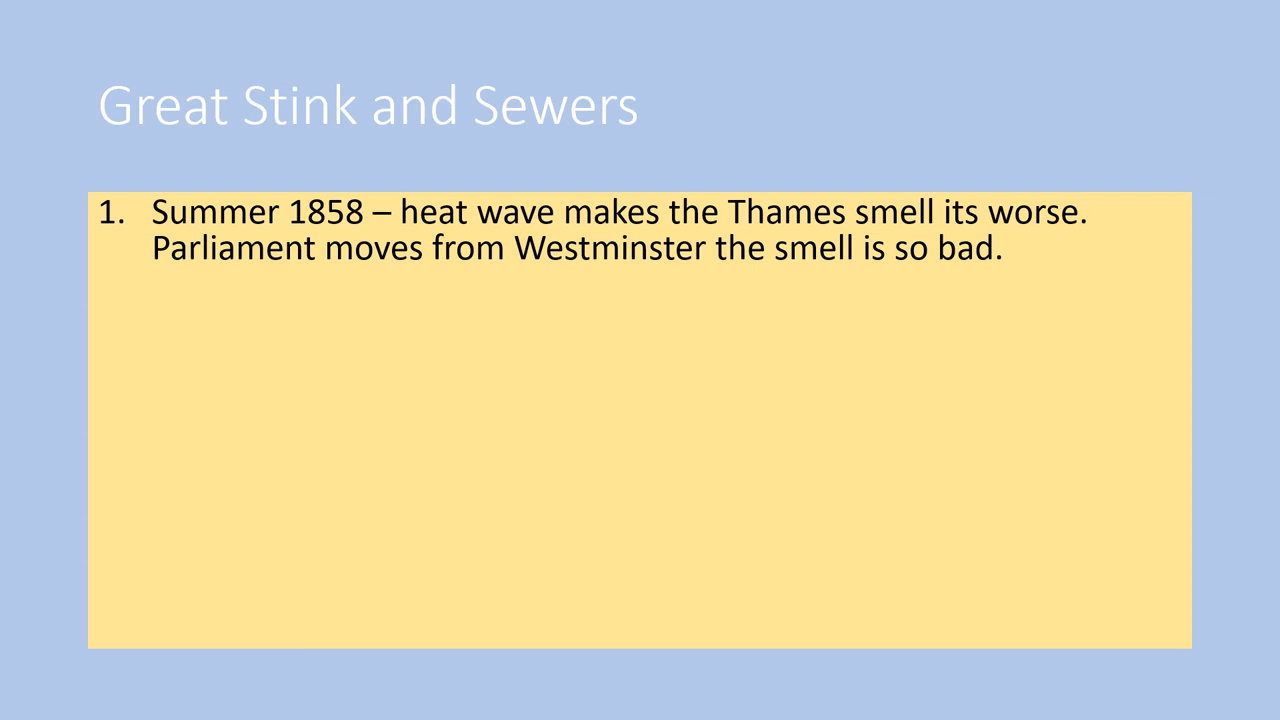 Great Stink and Sewers
1. Summer 1858 – heat wave makes the Thames smell its worse.
Parliament moves from Westminster the smell is so bad.